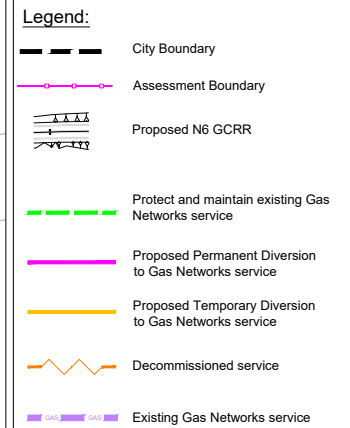 Legend:
City Boundary
Assessment Boundary
Proposed N6 GCRR
Protect and maintain existing Gas
Networks service
Proposed Permanent Diversion
to Gas Networks service
Proposed Temporary Diversion
to Gas Networks service
Decommissioned service
GAS GAS
Existing Gas Networks service